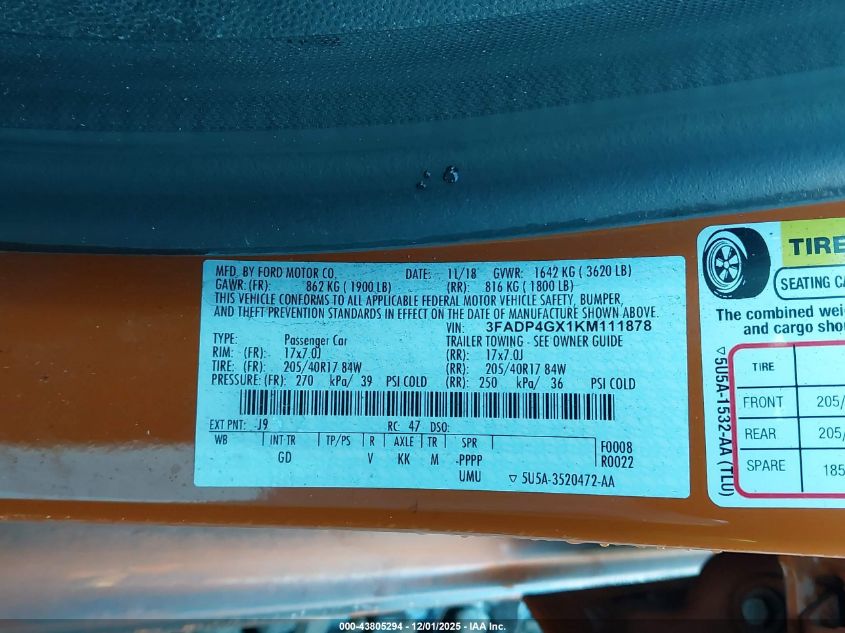 MFD. BY FORD MOTOR CO. DATE: 11/18 GVWR: 1642 KG ( 3620 LB)
GAWR: (FR): 862 KG ( 1900 LB) (RR): 816 KG ( 1800 LB)
THIS VEHICLE CONFORMS TO ALL APPLICABLE FEDERAL MOTOR VEHICLE SAFETY, BUMPER,
AND THEFT PREVENTION STANDARDS IN EFFECT ON THE DATE OF MANUFACTURE SHOWN ABOVE.
VIN: 3FADP4GX1KM111878
TYPE: Passenger Car TRAILER TOWING - SEE OWNER GUIDE
RIM: (FR): 17x7.0J (RR): 17x7.0J
TIRE: (FR): 205/40R17 84W (RR): 205/40R17 84W
PRESSURE: (FR): 270 kPa/ 39 PSI COLD (RR): 250 kPa/ 36 PSI COLD
EXT PNT: -J9 RC: 47 DSO:
WB INT TR TP/PS R AXLE TR SPR F0008
GD V KK M -PPPP R0022
UMU ▽ 5U5A-3520472-AA
TIRE
SEATING CA
The combined wei
and cargo shou
TIRE
FRONT 205/
REAR 205/
SPARE 185
▽ 5U5A-1532-AA (TLU)
000-43805294 - 12/01/2025 - IAA Inc.